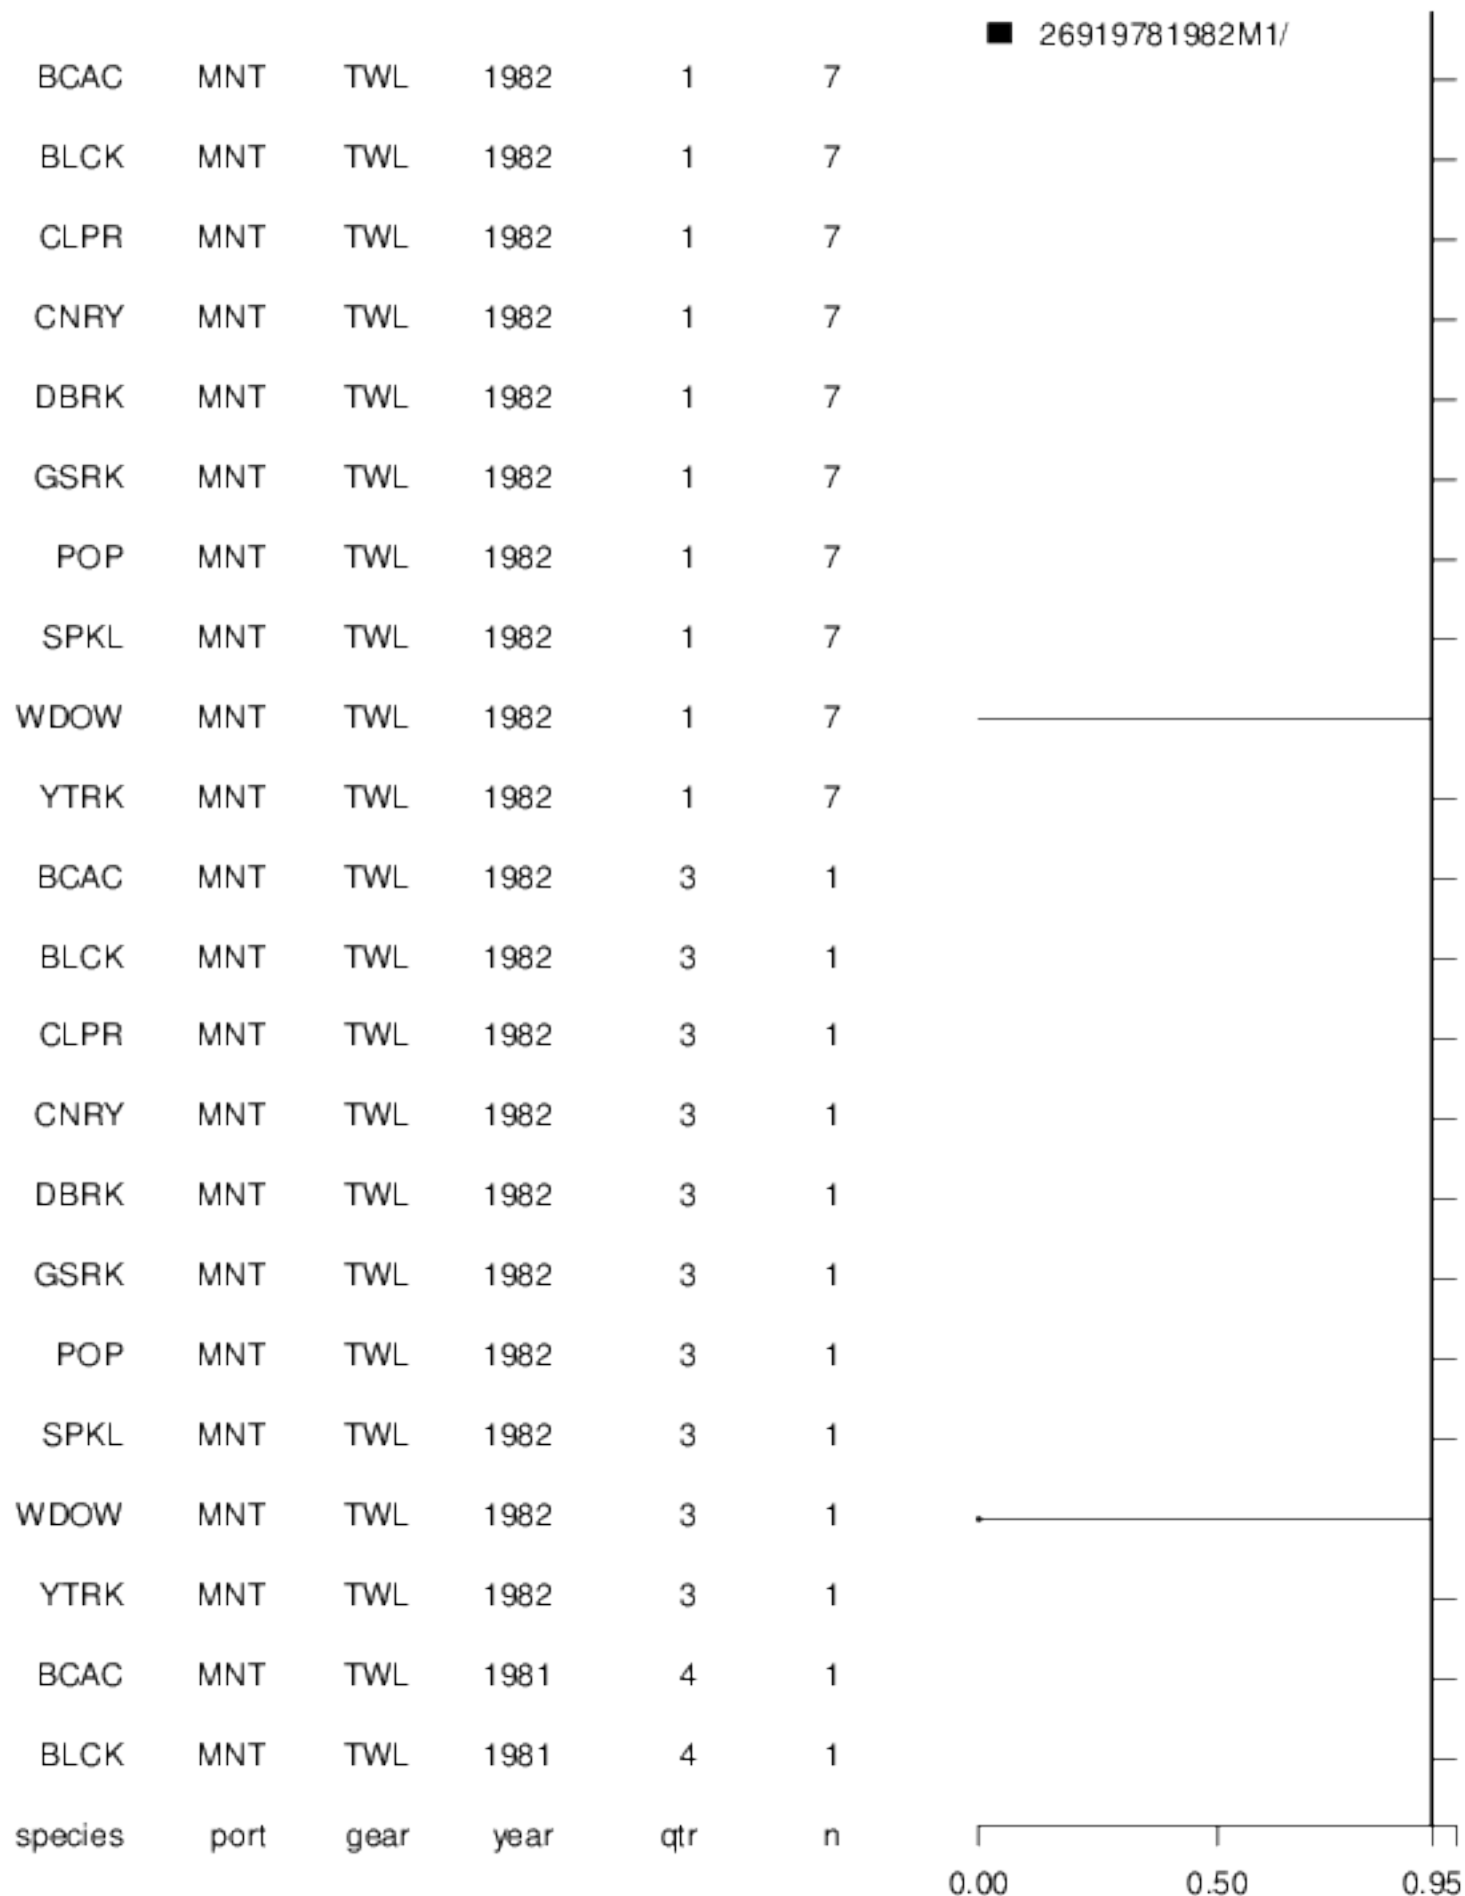 26919781982M1/
BCAC MNT TWL 1982 1 7
BLCK MNT TWL 1982 1 7
CLPR MNT TWL 1982 1 7
CNRY MNT TWL 1982 1 7
DBRK MNT TWL 1982 1 7
GSRK MNT TWL 1982 1 7
POP MNT TWL 1982 1 7
SPKL MNT TWL 1982 1 7
WDOW MNT TWL 1982 1 7
YTRK MNT TWL 1982 1 7
BCAC MNT TWL 1982 3 1
BLCK MNT TWL 1982 3 1
CLPR MNT TWL 1982 3 1
CNRY MNT TWL 1982 3 1
DBRK MNT TWL 1982 3 1
GSRK MNT TWL 1982 3 1
POP MNT TWL 1982 3 1
SPKL MNT TWL 1982 3 1
WDOW MNT TWL 1982 3 1
YTRK MNT TWL 1982 3 1
BCAC MNT TWL 1981 4 1
BLCK MNT TWL 1981 4 1
species port gear year qtr n
0.00 0.50 0.95